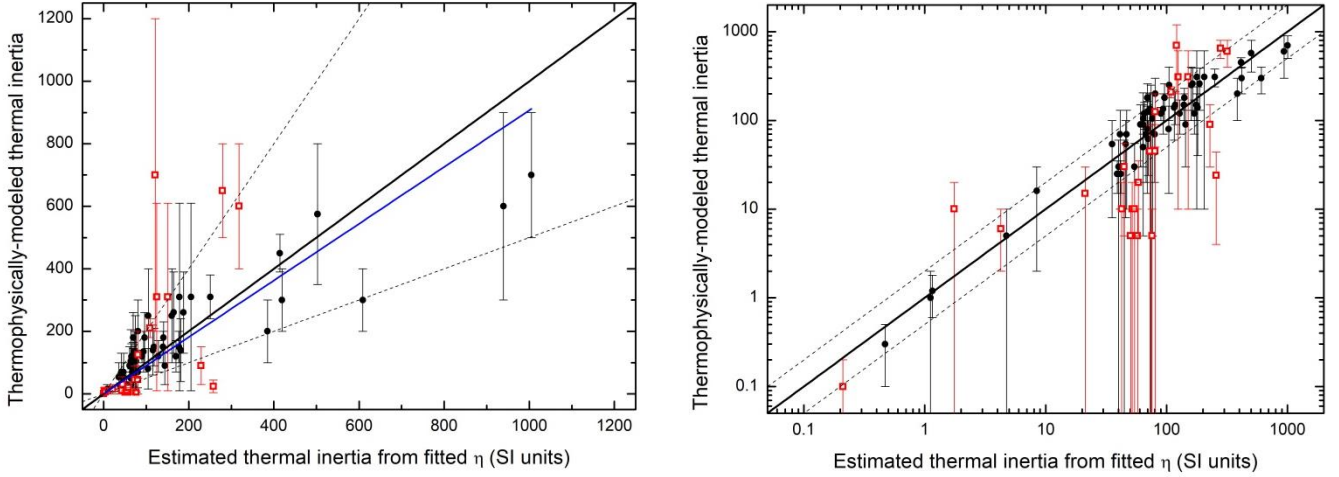 Thermophysically-modeled thermal inertia
1200
1000
800
600
400
200
0
0 200 400 600 800 1000 1200
Estimated thermal inertia from fitted η (SI units)
Thermophysically-modeled thermal inertia
1000
100
10
1
0.1
0.1 1 10 100 1000
Estimated thermal inertia from fitted η (SI units)